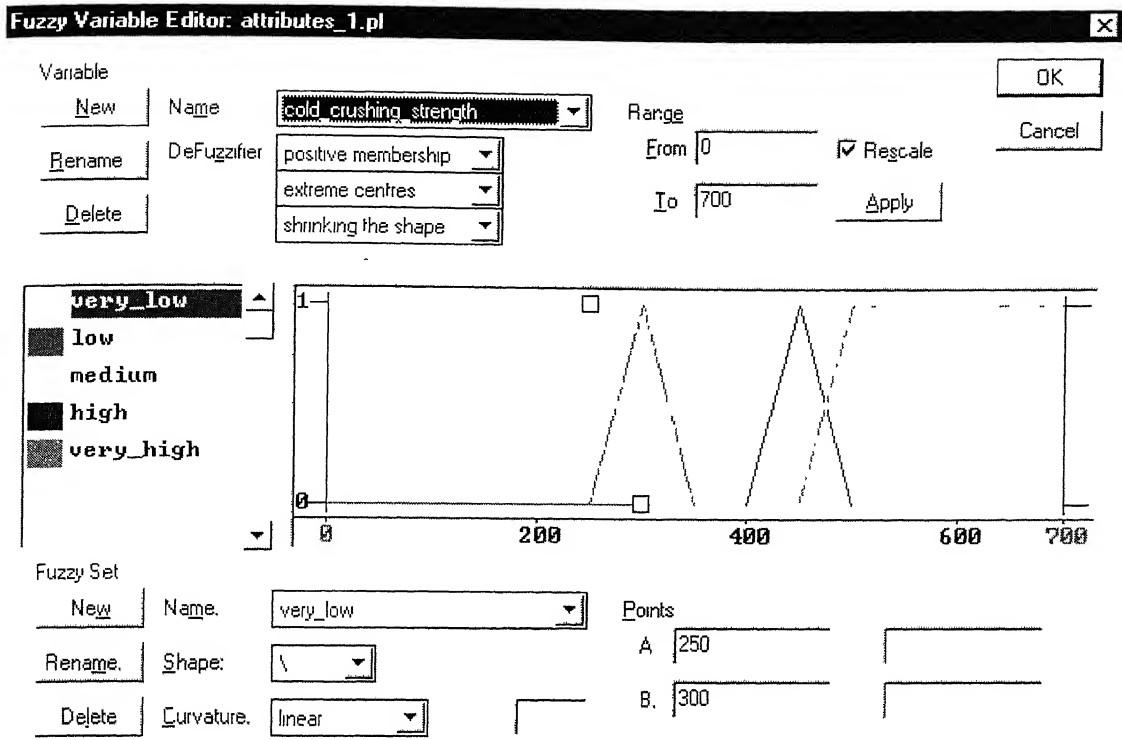 Fuzzy Variable Editor: attributes_1.pl
Variable
New Name cold_crushing_strength
Range
OK
Rename DeFuzzifier positive membership
From 0 Rescale
Cancel
extreme centres
Delete shrinking the shape
To 700 Apply
very_low
low
medium
high
very_high
1
0
0 200 400 600 700
Fuzzy Set
New Name. very_low
Points
Rename. Shape: \
A 250
Delete Curvature. linear
B. 300